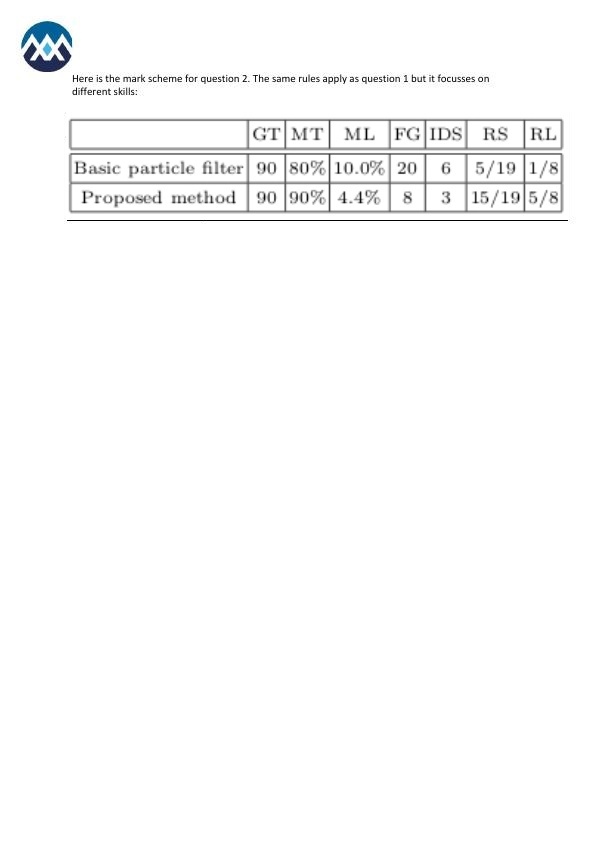 Here is the mark scheme for question 2. The same rules apply as question 1 but it focusses on
different skills:
GT MT ML FG IDS RS RL
Basic particle filter 90 80% 10.0% 20 6 5/19 1/8
Proposed method 90 90% 4.4% 8 3 15/19 5/8